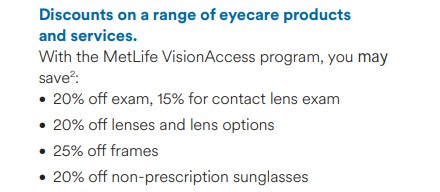 Discounts on a range of eyecare products
and services.
With the MetLife VisionAccess program, you may
save²:
• 20% off exam, 15% for contact lens exam
• 20% off lenses and lens options
• 25% off frames
• 20% off non-prescription sunglasses